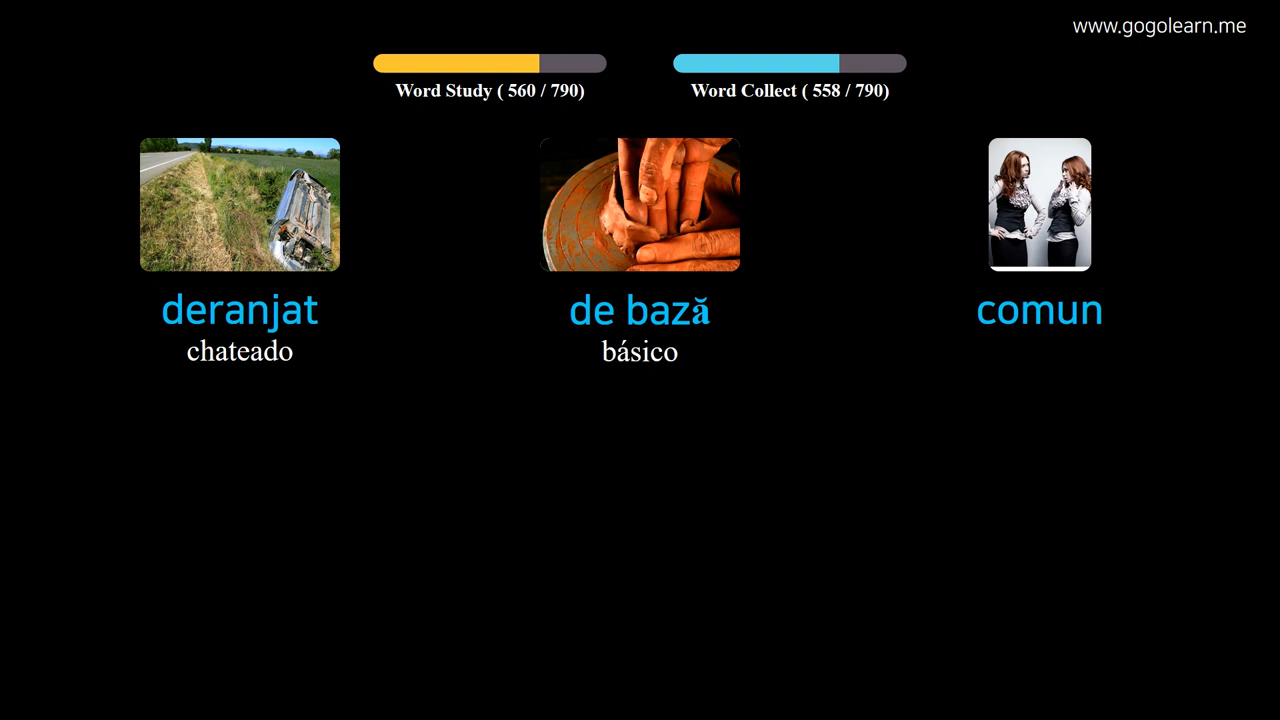 www.gogolearn.me
Word Study ( 560 / 790)
Word Collect ( 558 / 790)
deranjat
chateado
de bază
básico
comun